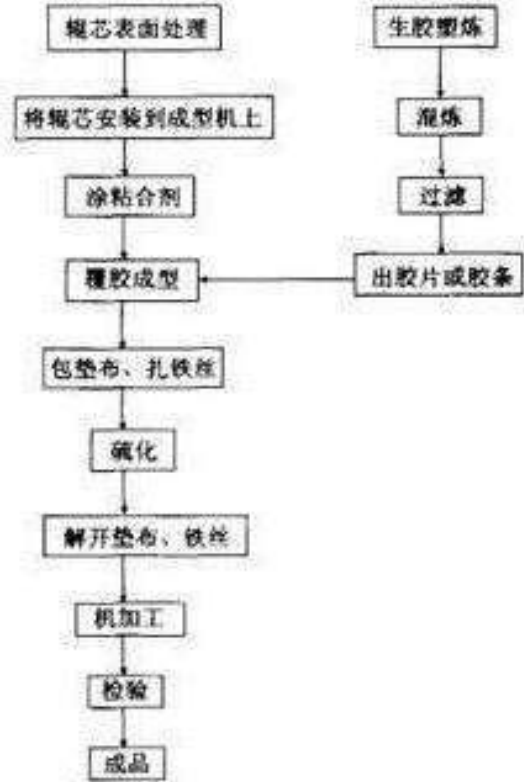 辊芯表面处理
将辊芯安装到成型机上
涂粘合剂
覆胶成型
包垫布、扎铁丝
硫化
解开垫布、铁丝
机加工
检验
成品
生胶塑炼
混炼
过滤
出胶片或胶条